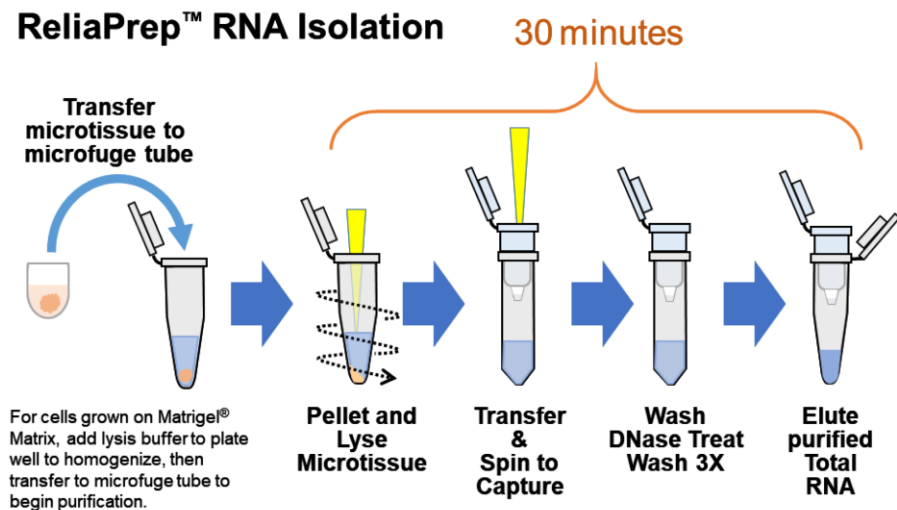 ReliaPrep™ RNA Isolation
30 minutes
Transfer
microtissue to
microfuge tube
For cells grown on Matrigel®
Matrix, add lysis buffer to plate
well to homogenize, then
transfer to microfuge tube to
begin purification.
Pellet and
Lyse
Microtissue
Transfer
&
Spin to
Capture
Wash
DNase Treat
Wash 3X
Elute
purified
Total
RNA